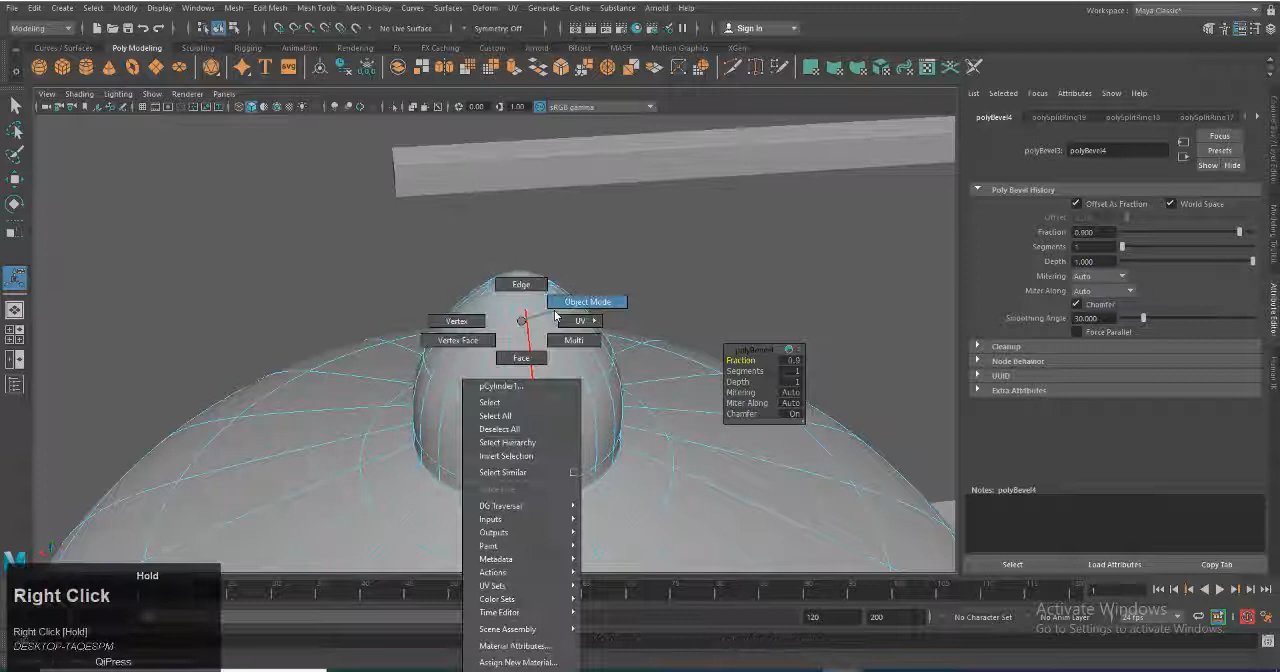 File Edit Create Select Modify Display Windows Mesh Edit Mesh Mesh Tools Mesh Display Curves Surfaces Deform UV Generate Cache Substance Arnold Help
Workspace : Maya Classic*
Modeling
No Live Surface
Symmetry: Off
Sign In
Curves / Surfaces Poly Modeling Sculpting Rigging Animation Rendering FX FX Caching Custom Arnold Bifrost MASH Motion Graphics XGen
SVG
View Shading Lighting Show Renderer Panels
0.00 1.00 sRGB gamma
List Selected Focus Attributes Show Help
polyBevel4 polySplitRing19 polySplitRing18 polySplitRing17
Focus
polyBevel3: polyBevel4
Presets
Show Hide
Poly Bevel History
Offset As Fraction World Space
Offset
Fraction 0.900
Segments 1
Depth 1.000
Mitering Auto
Miter Along Auto
Chamfer
Smoothing Angle 30.000
Force Parallel
Cleanup
Node Behavior
UUID
Extra Attributes
Notes: polyBevel4
Select Load Attributes Copy Tab
Edge
Object Mode
Vertex
UV
Vertex Face
Multi
Face
pCylinder1...
Select
Select All
Deselect All
Select Hierarchy
Invert Selection
Select Similar
DG Traversal
Inputs
Outputs
Paint
Metadata
Actions
UV Sets
Color Sets
Time Editor
Scene Assembly
Material Attributes...
Assign New Material...
polyBevel4
Fraction 0.9
Segments 1
Depth 1
Mitering Auto
Miter Along Auto
Chamfer On
Hold
Right Click
Right Click [Hold]
DESKTOP-TAQESPM
QiPress
120 200 No Character Set No Anim Layer 24 fps
Activate Windows
Go to Settings to activate Windows.
Modeling Toolkit
Attribute Editor